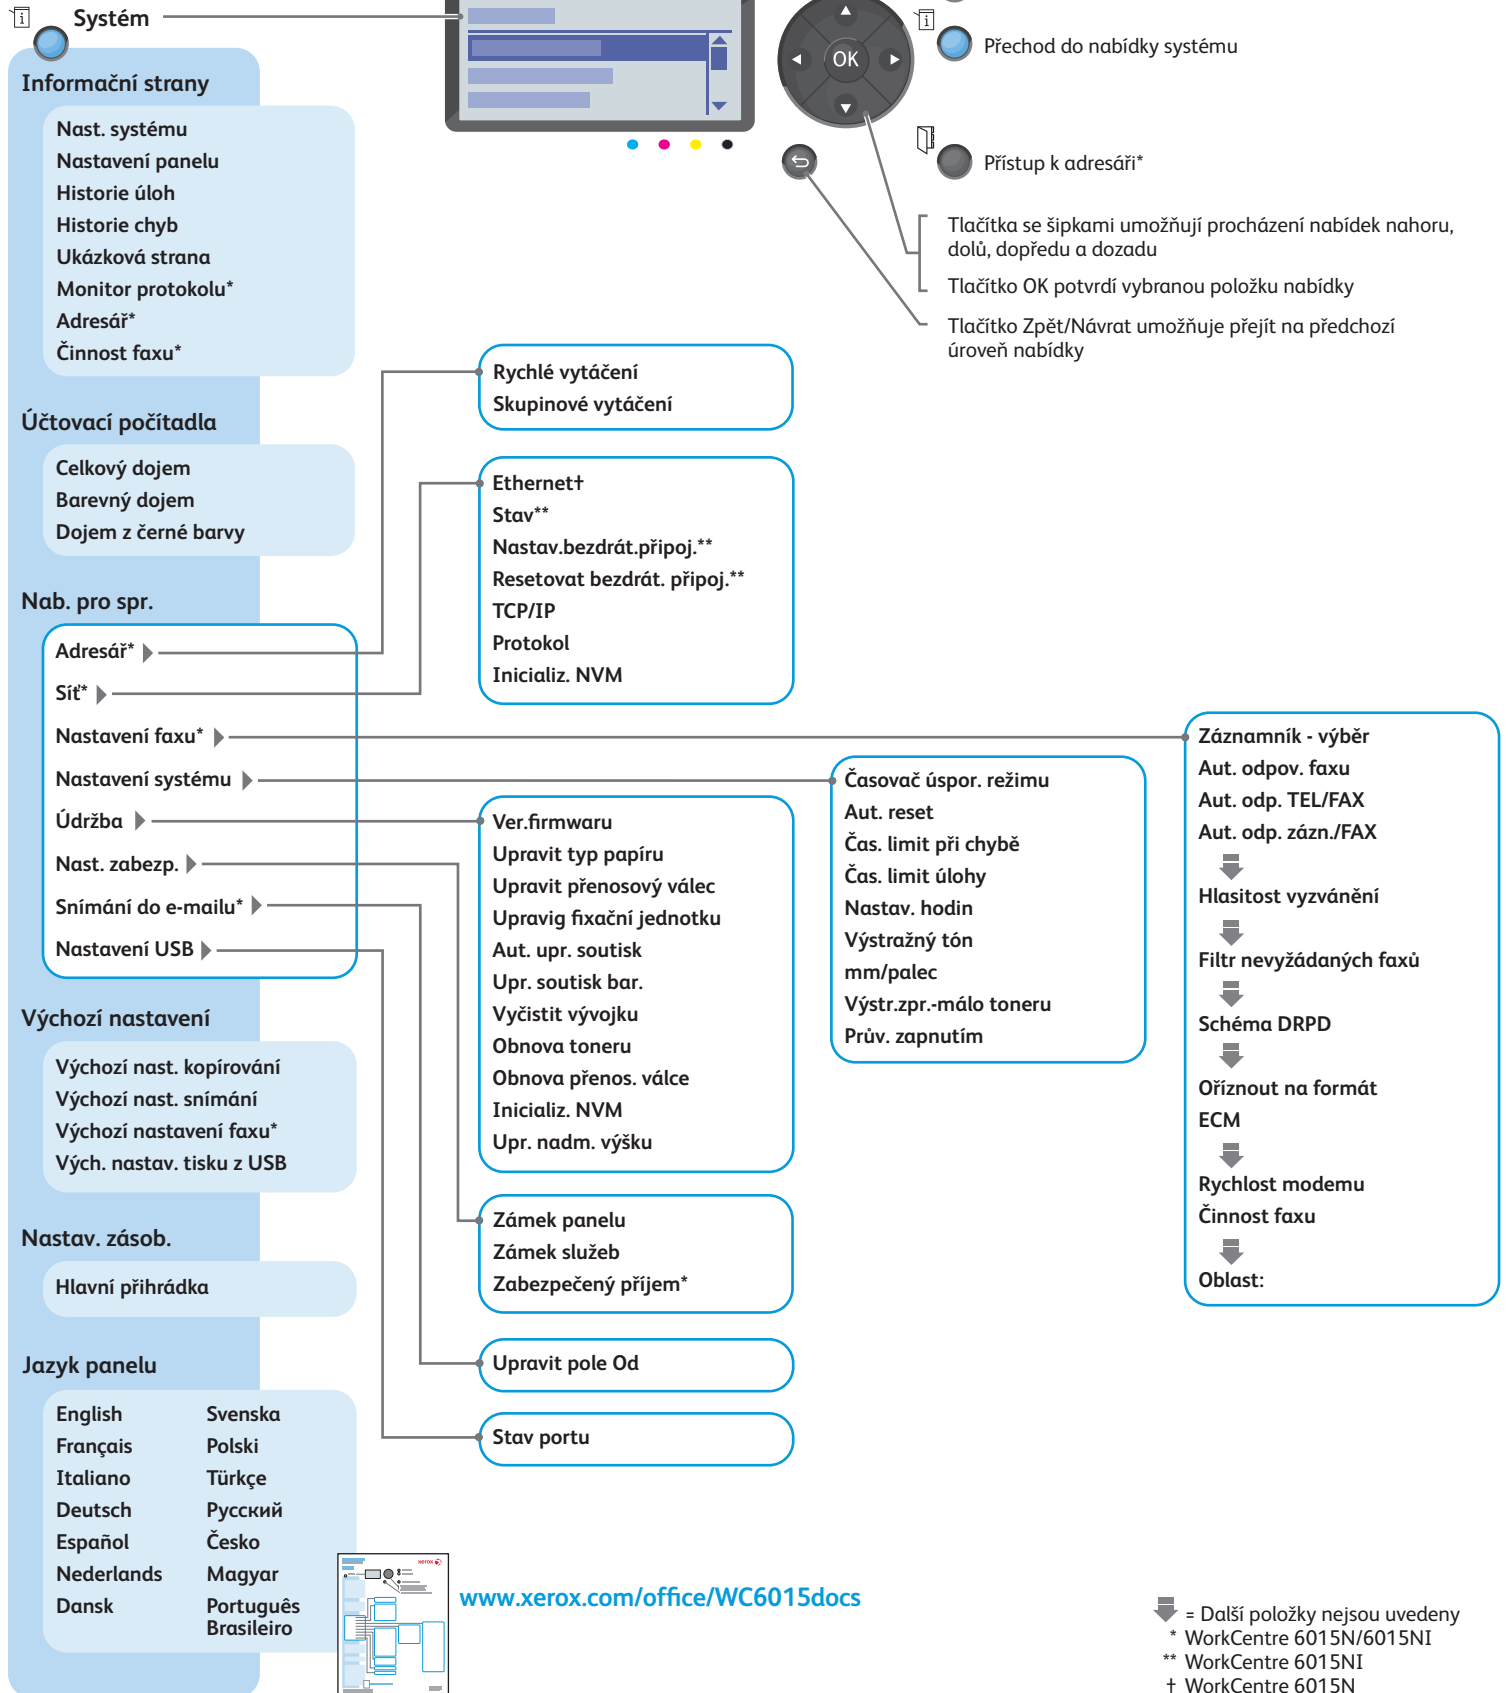 Systém
OK
Přechod do nabídky systému
Přístup k adresáři*
Tlačítka se šipkami umožňují procházení nabídek nahoru,
dolů, dopředu a dozadu
Tlačítko OK potvrdí vybranou položku nabídky
Tlačítko Zpět/Návrat umožňuje přejít na předchozí
úroveň nabídky
Informační strany
Nast. systému
Nastavení panelu
Historie úloh
Historie chyb
Ukázková strana
Monitor protokolu*
Adresář*
Činnost faxu*
Účtovací počítadla
Celkový dojem
Barevný dojem
Dojem z černé barvy
Nab. pro spr.
Adresář*
Síť*
Nastavení faxu*
Nastavení systému
Údržba
Nast. zabezp.
Snímání do e-mailu*
Nastavení USB
Výchozí nastavení
Výchozí nast. kopírování
Výchozí nast. snímání
Výchozí nastavení faxu*
Vých. nastav. tisku z USB
Nastav. zásob.
Hlavní přihrádka
Jazyk panelu
English
Français
Italiano
Deutsch
Español
Nederlands
Dansk
Svenska
Polski
Türkçe
Русский
Česko
Magyar
Português
Brasileiro
Rychlé vytáčení
Skupinové vytáčení
Ethernet†
Stav**
Nastav.bezdrát.připoj.**
Resetovat bezdrát. připoj.**
TCP/IP
Protokol
Inicializ. NVM
Ver.firmwaru
Upravit typ papíru
Upravit přenosový válec
Upravig fixační jednotku
Aut. upr. soutisk
Upr. soutisk bar.
Vyčistit vývojku
Obnova toneru
Obnova přenos. válce
Inicializ. NVM
Upr. nadm. výšku
Zámek panelu
Zámek služeb
Zabezpečený příjem*
Upravit pole Od
Stav portu
Časovač úspor. režimu
Aut. reset
Čas. limit při chybě
Čas. limit úlohy
Nastav. hodin
Výstražný tón
mm/palec
Výstr.zpr.-málo toneru
Prův. zapnutím
Záznamník - výběr
Aut. odpov. faxu
Aut. odp. TEL/FAX
Aut. odp. zázn./FAX
Hlasitost vyzvánění
Filtr nevyžádaných faxů
Schéma DRPD
Oříznout na formát
ECM
Rychlost modemu
Činnost faxu
Oblast:
xerox
www.xerox.com/office/WC6015docs
= Další položky nejsou uvedeny
* WorkCentre 6015N/6015NI
** WorkCentre 6015NI
† WorkCentre 6015N